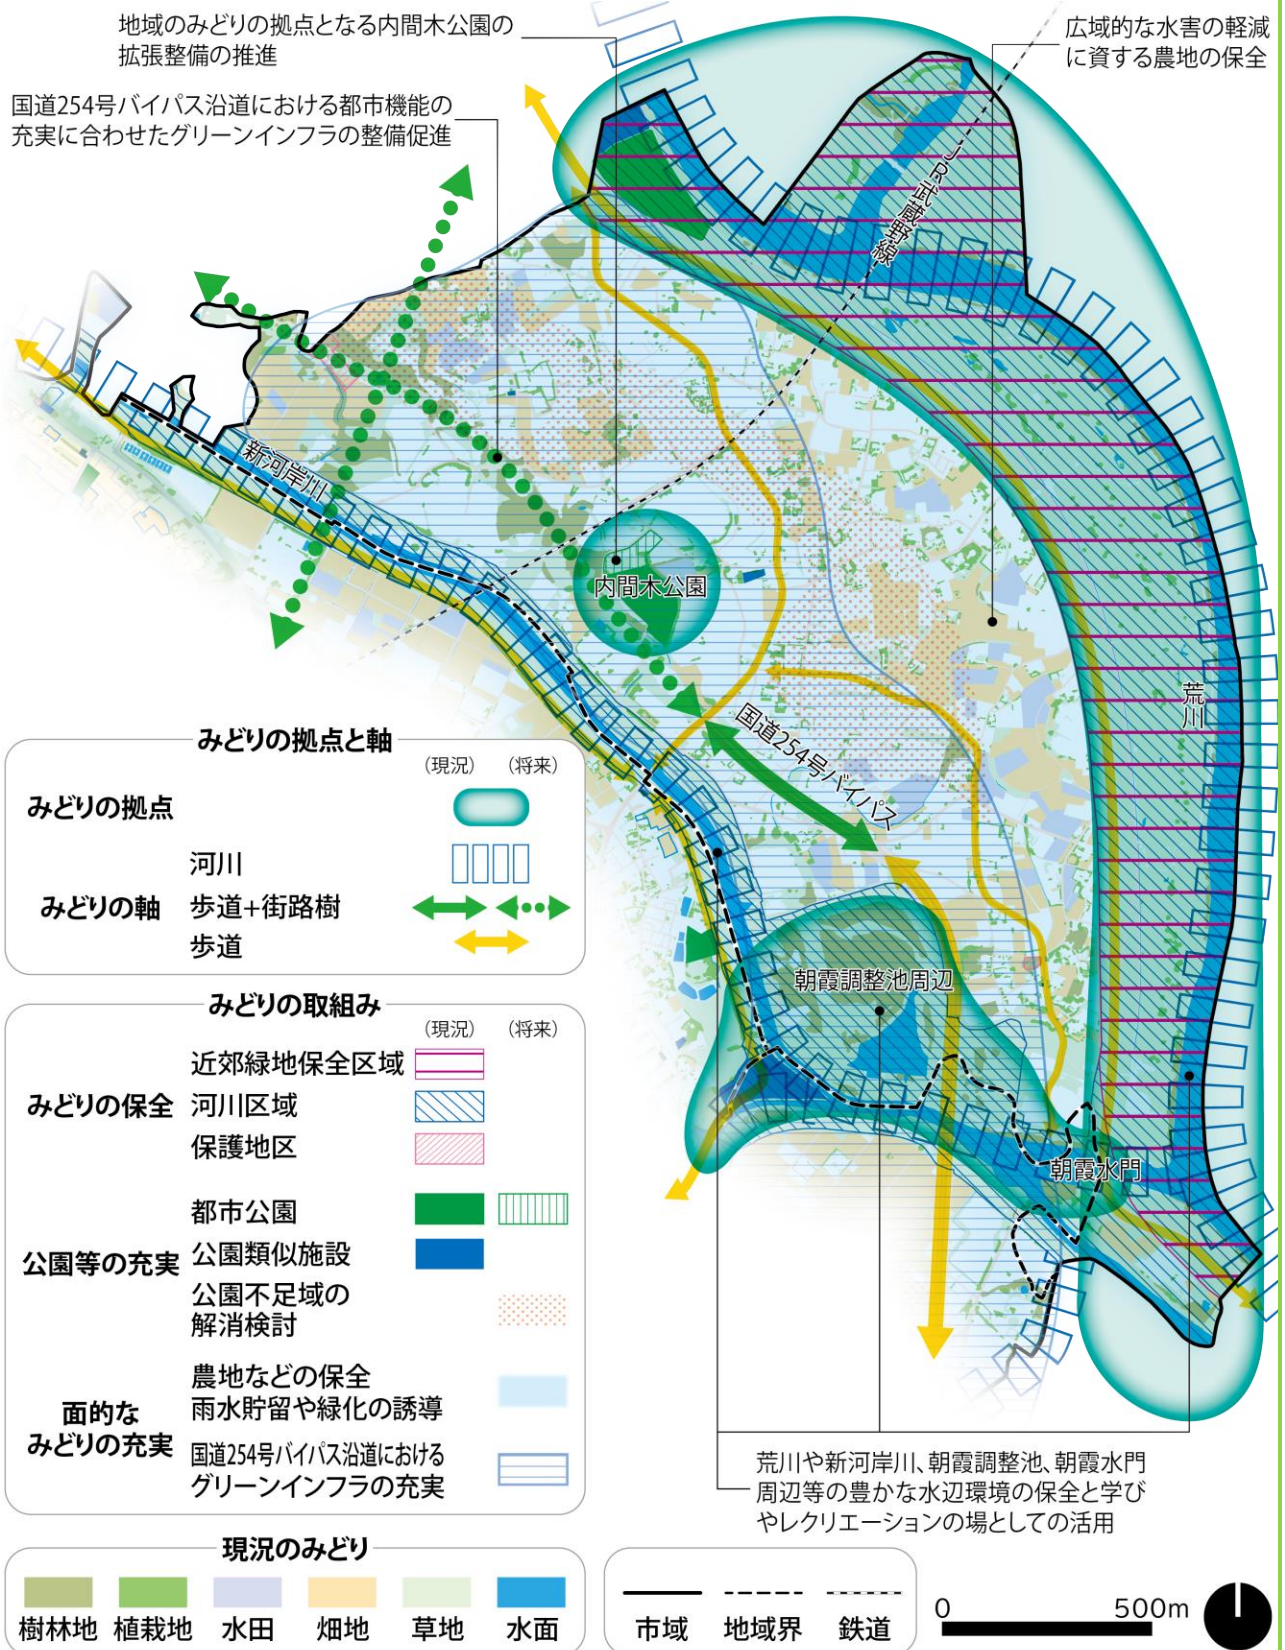 地域のみどりの拠点となる内間木公園の
拡張整備の推進
広域的な水害の軽減
に資する農地の保全
国道254号バイパス沿道における都市機能の
充実に合わせたグリーンインフラの整備促進
JR武蔵野線
新河岸川
内間木公園
荒川
国道254号バイパス
朝霞調整池周辺
朝霞水門
みどりの拠点と軸
(現況) (将来)
みどりの拠点
河川
みどりの軸 歩道+街路樹
歩道
みどりの取組み
(現況) (将来)
近郊緑地保全区域
みどりの保全 河川区域
保護地区
都市公園
公園等の充実 公園類似施設
公園不足域の
解消検討
農地などの保全
雨水貯留や緑化の誘導
面的な
みどりの充実
国道254号バイパス沿道における
グリーンインフラの充実
荒川や新河岸川、朝霞調整池、朝霞水門
周辺等の豊かな水辺環境の保全と学び
やレクリエーションの場としての活用
現況のみどり
樹林地 植栽地 水田 畑地 草地 水面
市域 地域界 鉄道
0 500m